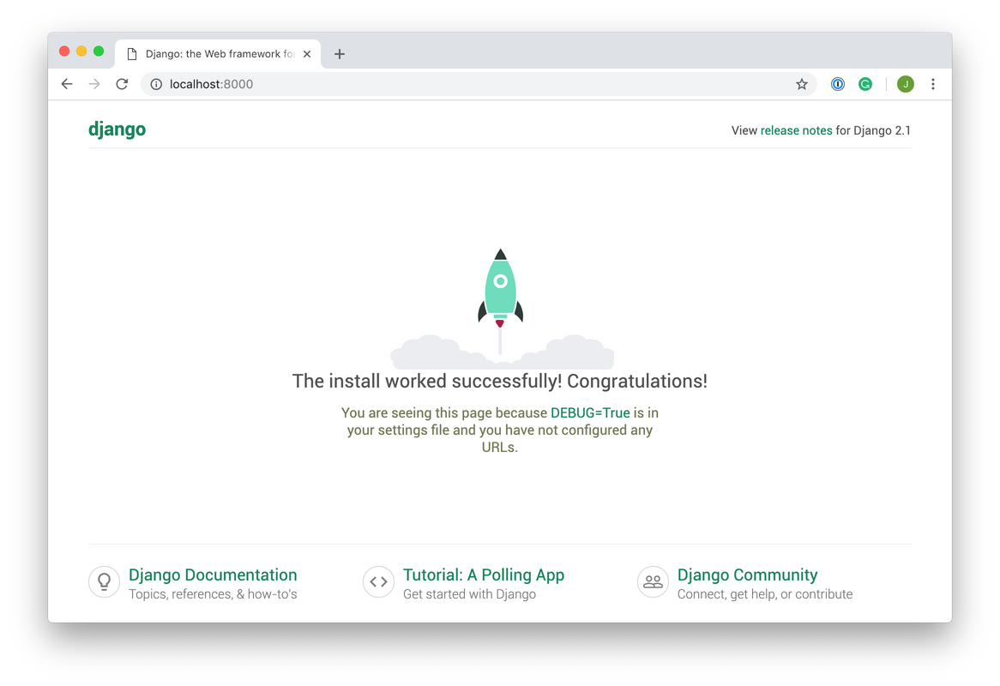 Django: the Web framework fo
localhost:8000
J
django
View release notes for Django 2.1
The install worked successfully! Congratulations!
You are seeing this page because DEBUG=True is in
your settings file and you have not configured any
URLs.
Django Documentation
Topics, references, & how-to's
Tutorial: A Polling App
Get started with Django
Django Community
Connect, get help, or contribute